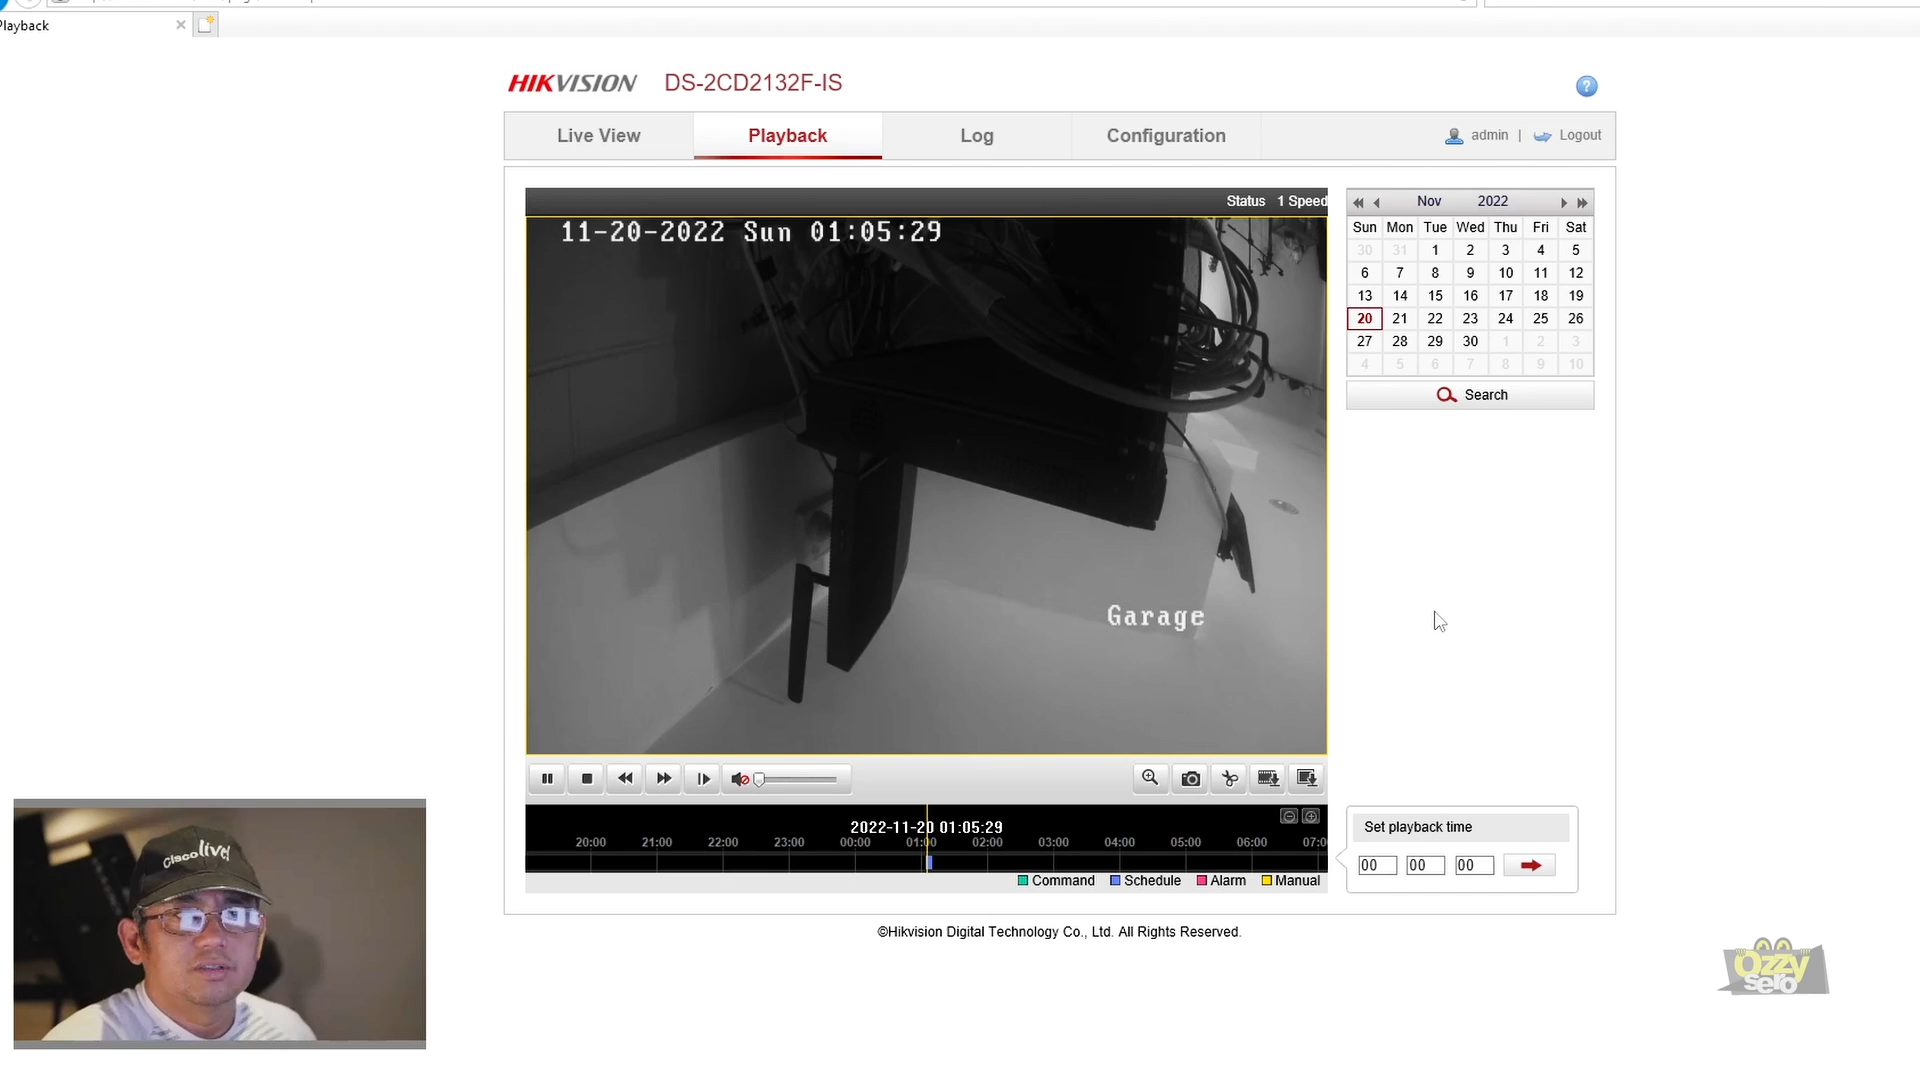 Playback
HIKVISION DS-2CD2132F-IS
Live View Playback Log Configuration admin | Logout
Status 1 Speed
11-20-2022 Sun 01:05:29
Garage
Nov 2022
Sun Mon Tue Wed Thu Fri Sat
30 31 1 2 3 4 5
6 7 8 9 10 11 12
13 14 15 16 17 18 19
20 21 22 23 24 25 26
27 28 29 30 1 2 3
4 5 6 7 8 9 10
Search
2022-11-20 01:05:29
20:00 21:00 22:00 23:00 00:00 01:00 02:00 03:00 04:00 05:00 06:00 07:0
Command Schedule Alarm Manual
Set playback time
00 00 00
©Hikvision Digital Technology Co., Ltd. All Rights Reserved.
Cisco live!
Ozzy
sero